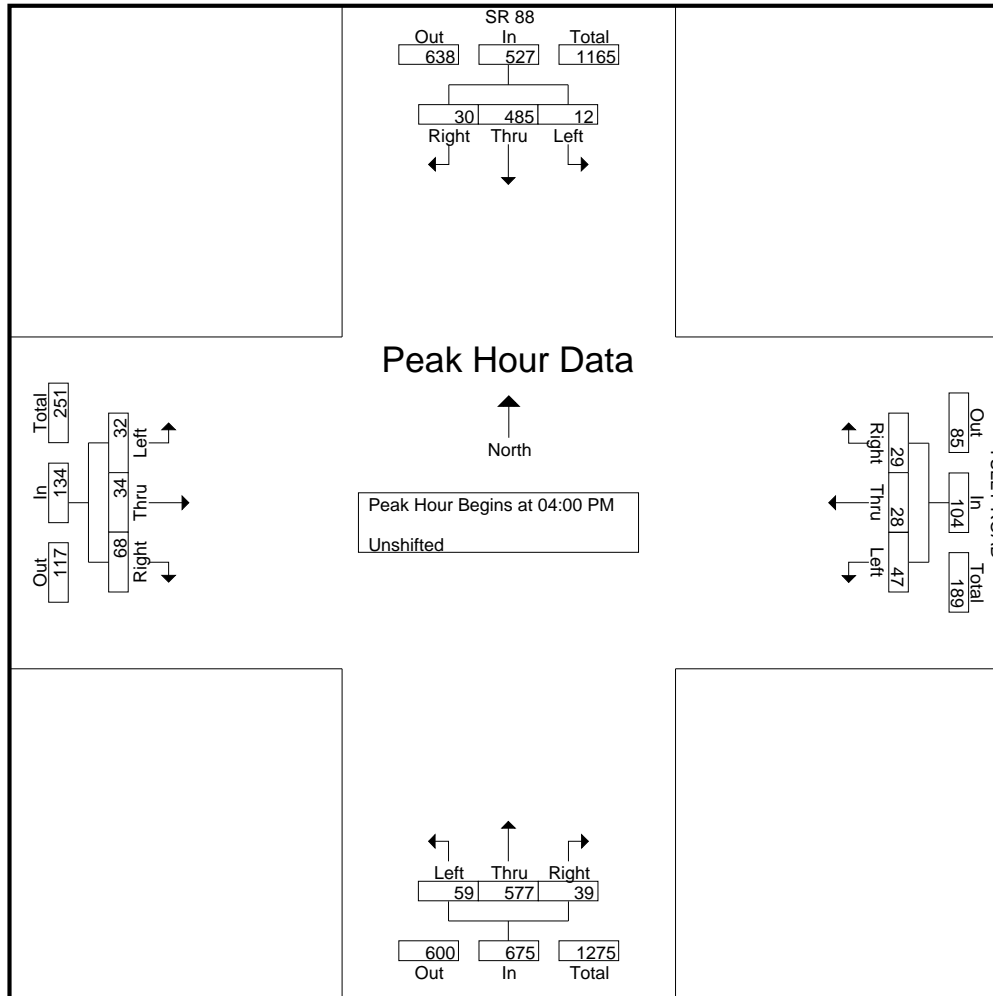 SR 88
Out In Total
638 527 1165
30 485 12
Right Thru Left
Peak Hour Data
North
Peak Hour Begins at 04:00 PM
Unshifted
Total In Out
251 134 117
32 34 68
Left Thru Right
Right Thru Left
29 28 47
Out In Total
85 104 189
Left Thru Right
59 577 39
600 675 1275
Out In Total